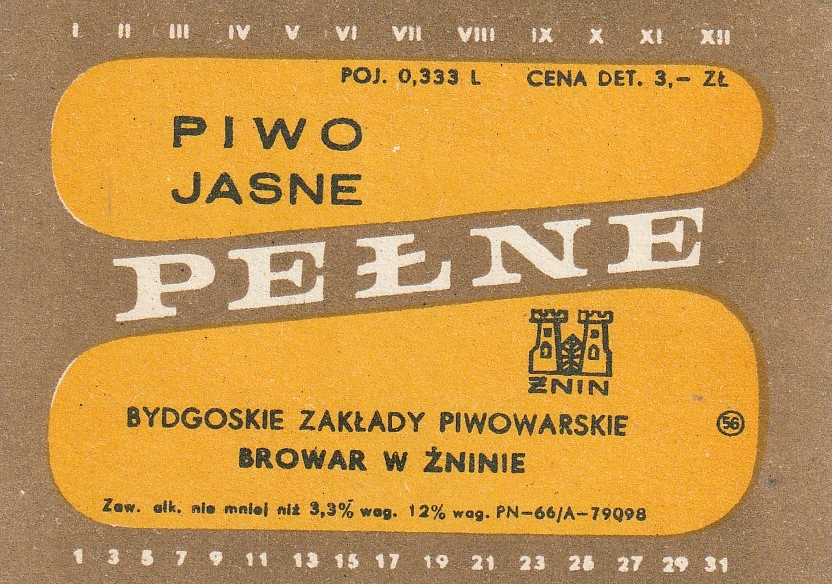 I II III IV V VI VII VIII IX X XI XII
POJ. 0,333 L CENA DET. 3,- ZŁ
PIWO
JASNE
PEŁNE
ŻNIN
BYDGOSKIE ZAKŁADY PIWOWARSKIE
56
BROWAR W ŻNINIE
Zaw. alk. nie mniej niż 3,3% wag. 12% wag. PN-66/A-79098
1 3 5 7 9 11 13 15 17 19 21 23 25 27 29 31